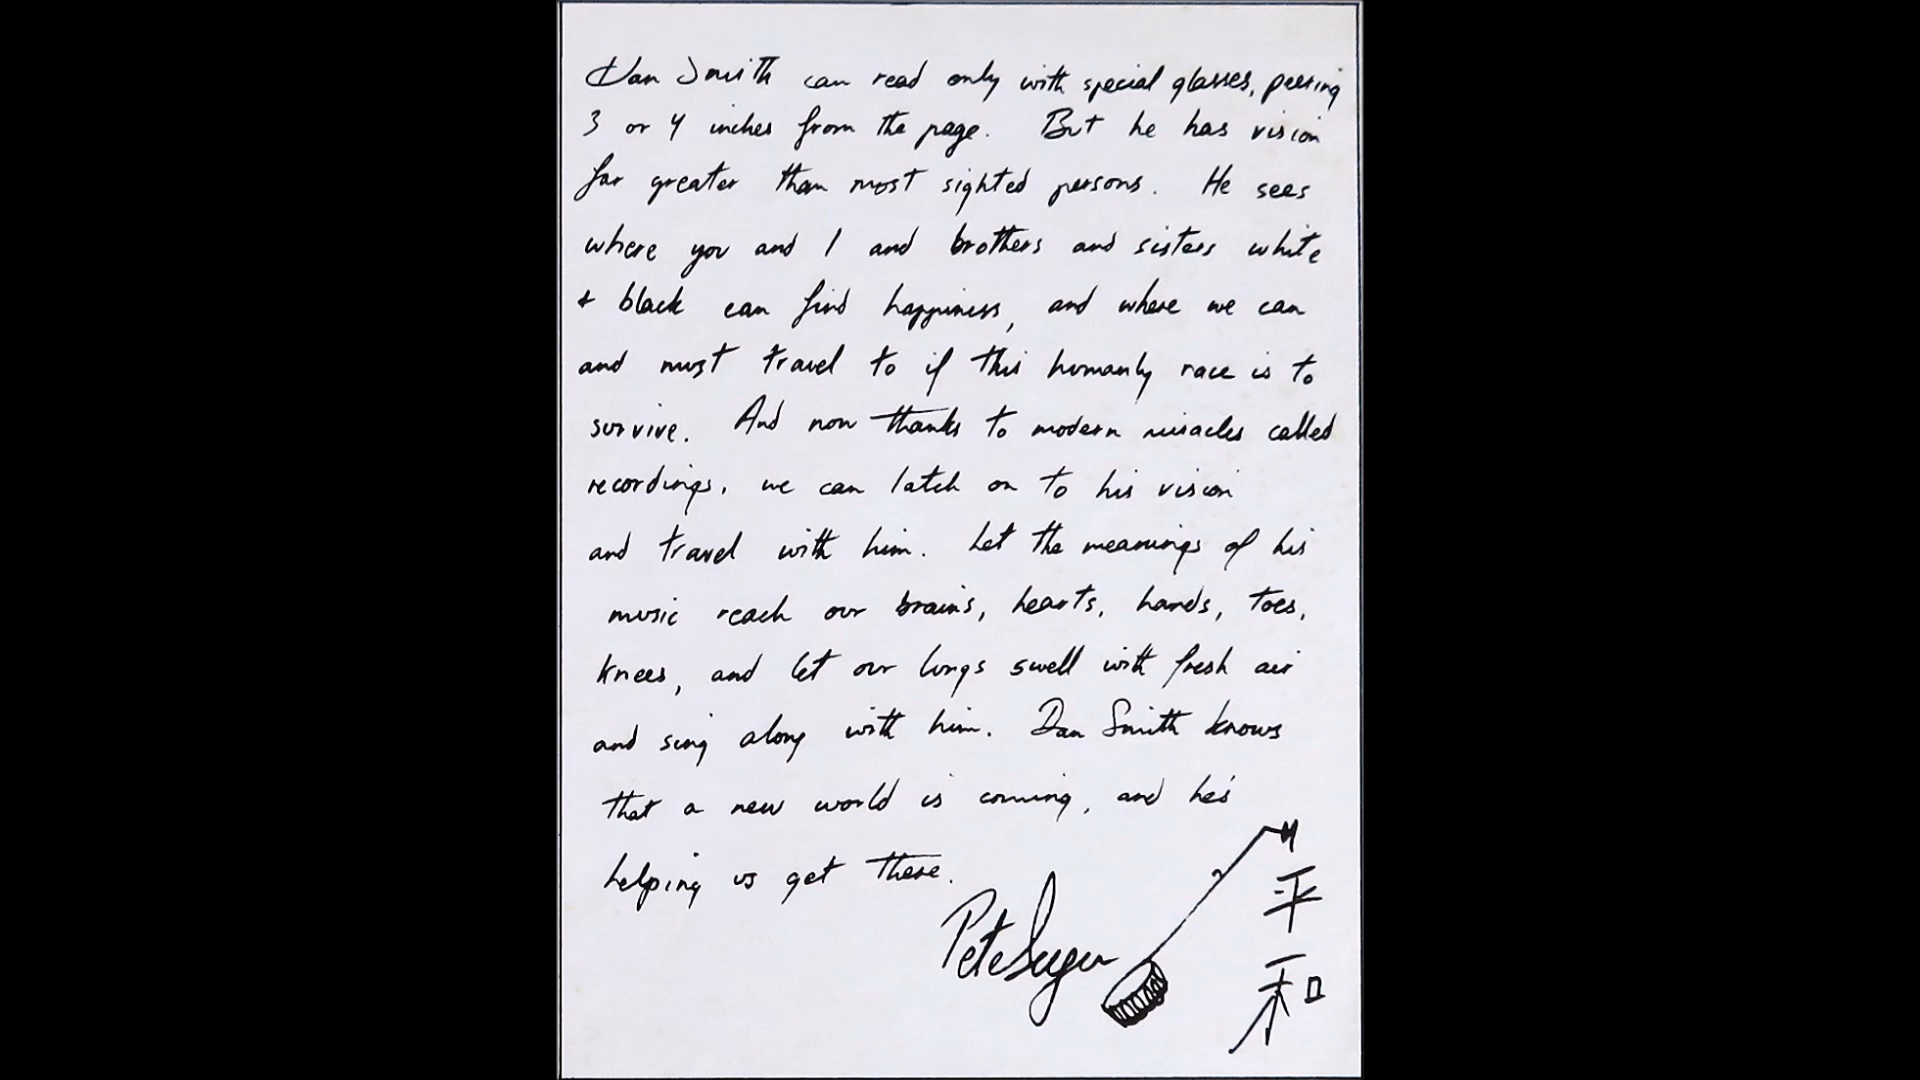 Dan Smith can read only with special glasses, peering
3 or 4 inches from the page. But he has vision
far greater than most sighted persons. He sees
where you and I and brothers and sisters white
+ black can find happiness, and where we can
and must travel to if this humanly race is to
survive. And now thanks to modern miracles called
recordings, we can latch on to his vision
and travel with him. Let the meanings of his
music reach our brains, hearts, hands, toes,
knees, and let our lungs swell with fresh air
and sing along with him. Dan Smith knows
that a new world is coming, and he's
helping us get there.
Pete Seeger
平和